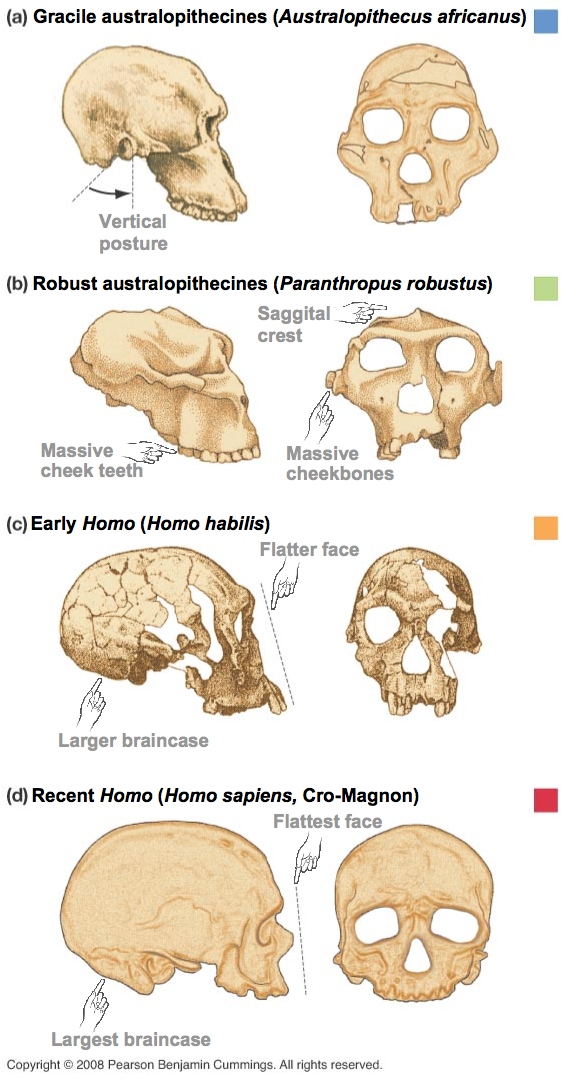 (a) Gracile australopithecines (Australopithecus africanus)
Vertical
posture
(b) Robust australopithecines (Paranthropus robustus)
Saggital
crest
Massive
cheek teeth
Massive
cheekbones
(c) Early Homo (Homo habilis)
Flatter face
Larger braincase
(d) Recent Homo (Homo sapiens, Cro-Magnon)
Flattest face
Largest braincase
Copyright © 2008 Pearson Benjamin Cummings. All rights reserved.